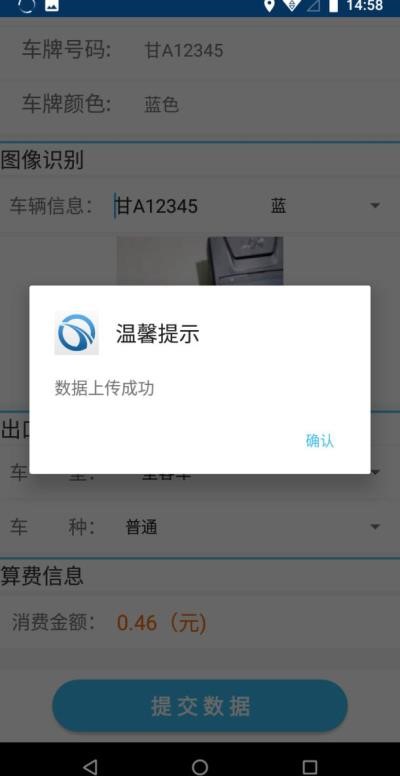 14:58
车牌号码: 甘A12345
车牌颜色: 蓝色
图像识别
车辆信息: 甘A12345 蓝
温馨提示
数据上传成功
确认
出口
车
车 种: 普通
算费信息
消费金额: 0.46（元)
提交数据